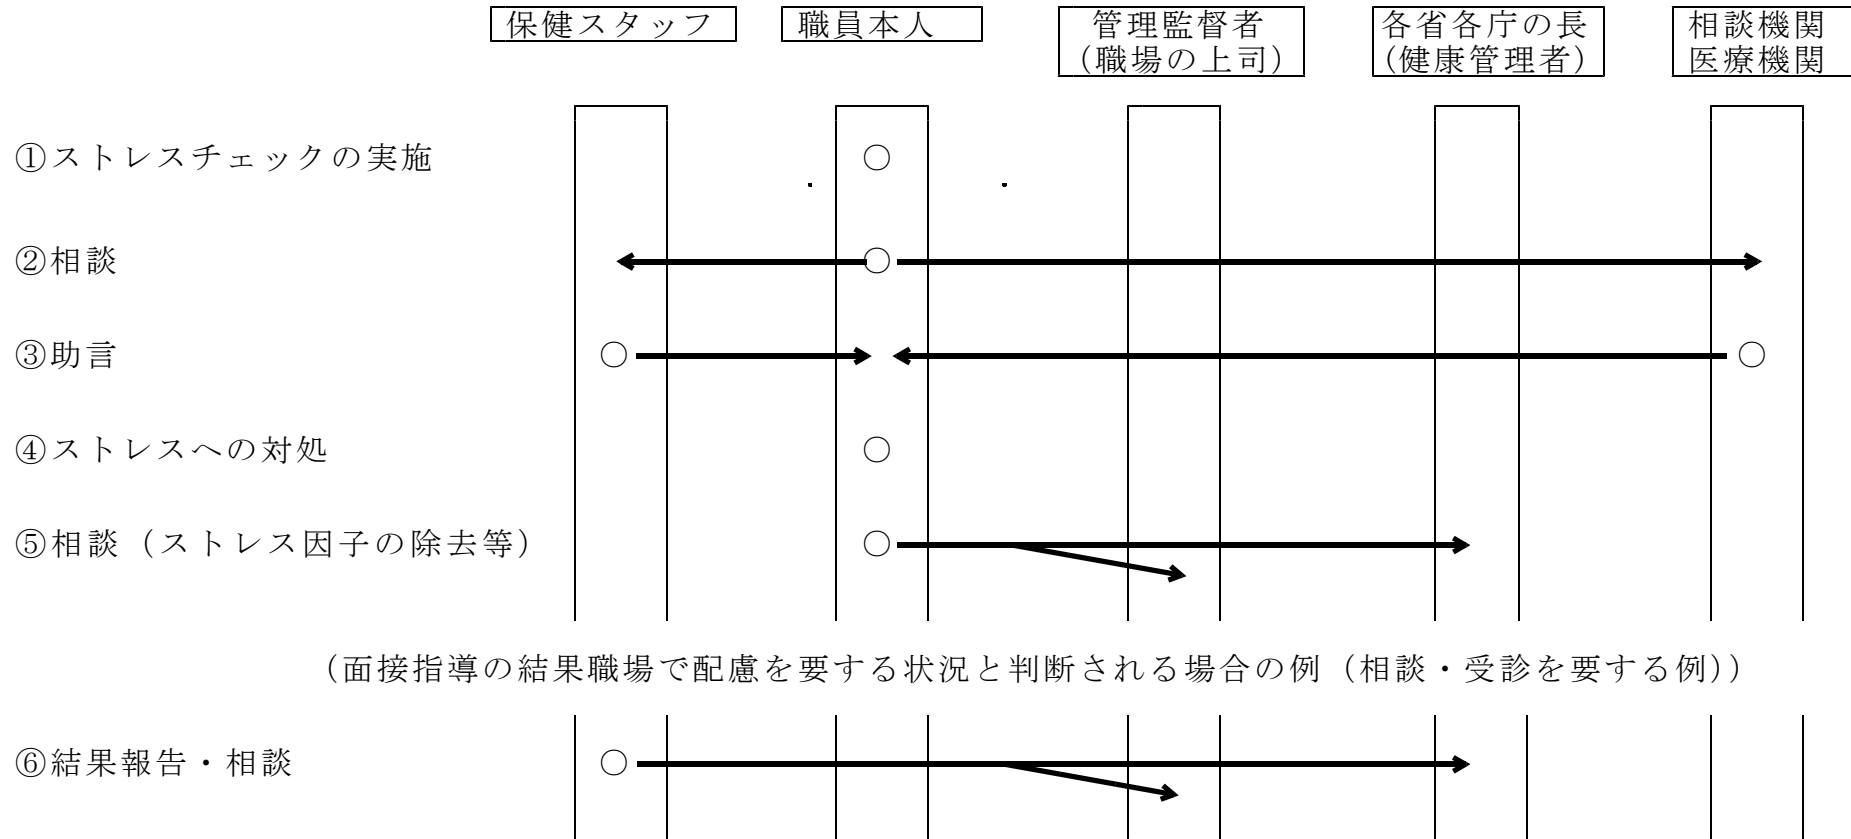 保健スタッフ
職員本人
管理監督者
(職場の上司)
各省各庁の長
(健康管理者)
相談機関
医療機関
①ストレスチェックの実施
②相談
③助言
④ストレスへの対処
⑤相談（ストレス因子の除去等）
（面接指導の結果職場で配慮を要する状況と判断される場合の例（相談・受診を要する例））
⑥結果報告・相談